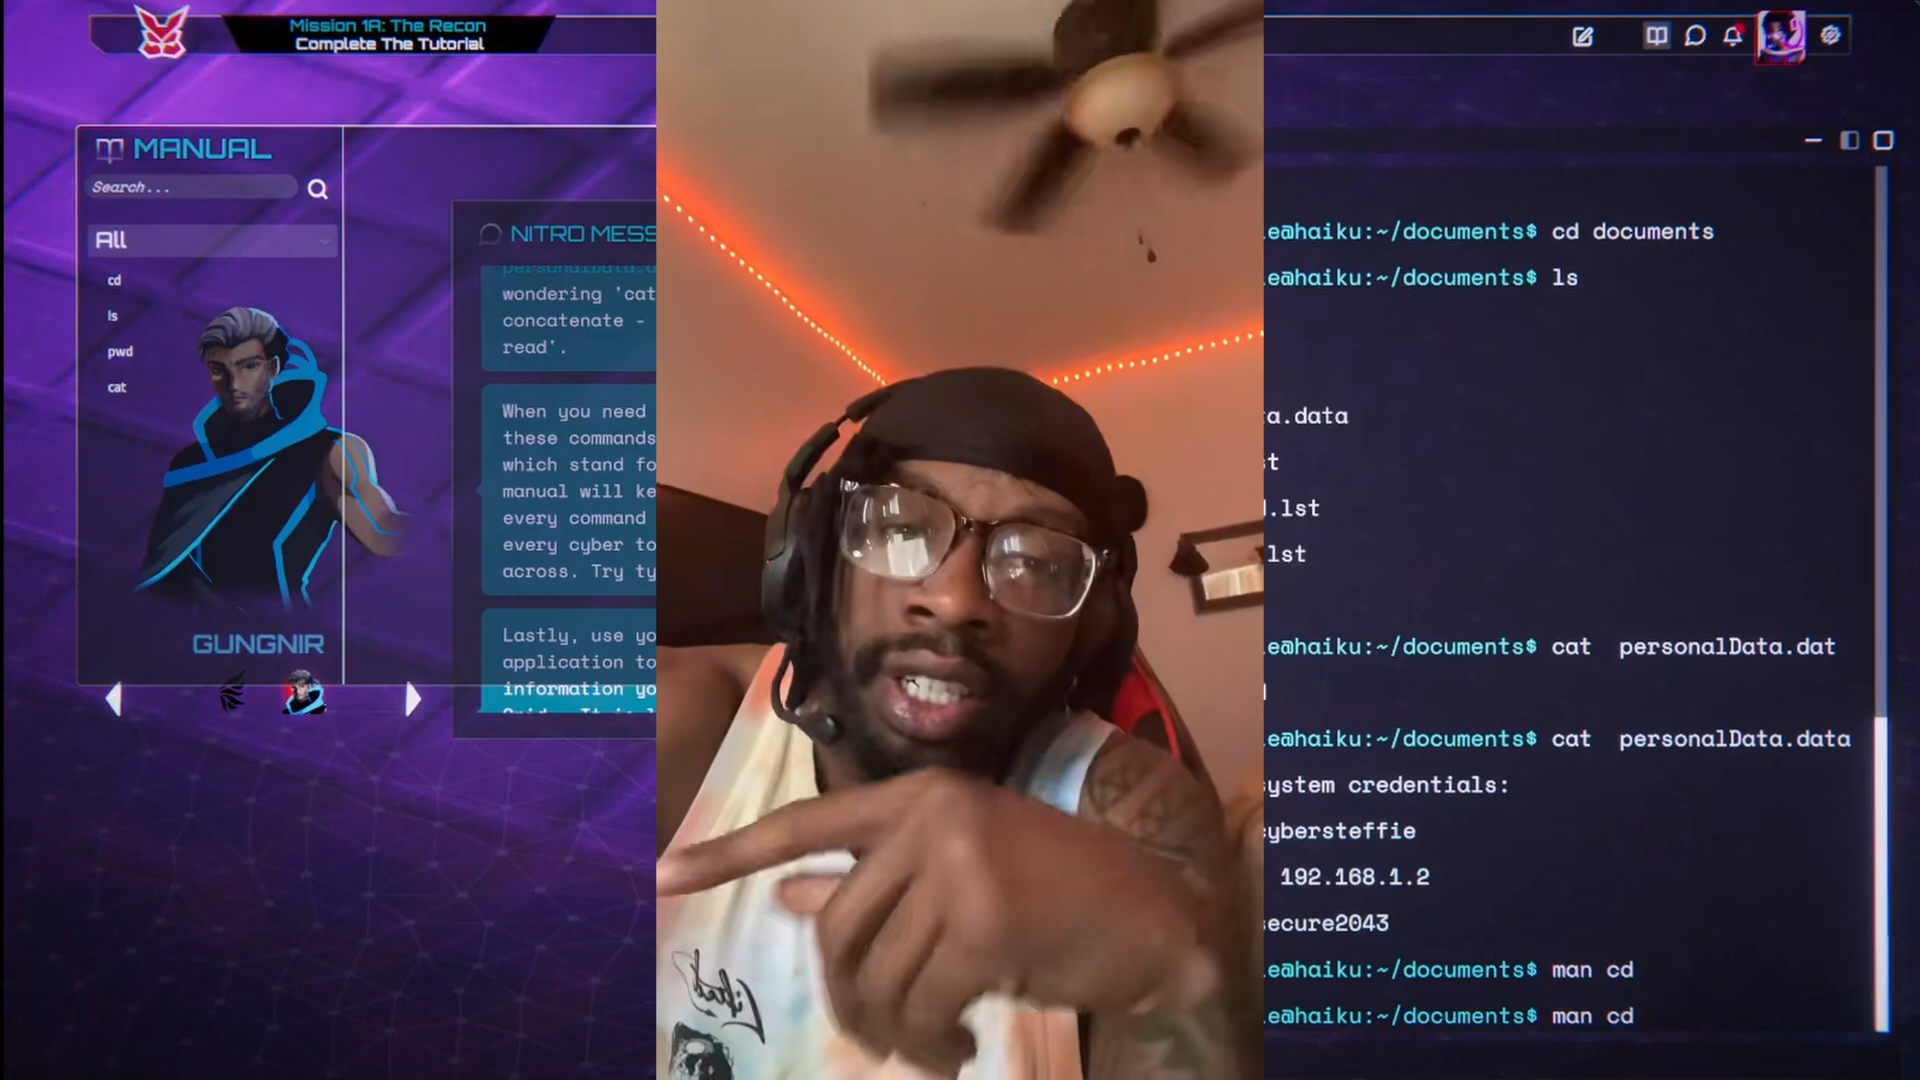 Mission 1A: The Recon
Complete The Tutorial
MANUAL
Search...
All
cd
ls
pwd
cat
GUNGNIR
NITRO MESS
wondering 'cat
concatenate -
read'.
When you need
these commands
which stand fo
manual will ke
every command
every cyber to
across. Try ty
Lastly, use yo
application to
information yo
e@haiku:~/documents$ cd documents
e@haiku:~/documents$ ls
a.data
st
.lst
lst
e@haiku:~/documents$ cat personalData.dat
e@haiku:~/documents$ cat personalData.data
ystem credentials:
cybersteffie
192.168.1.2
secure2043
e@haiku:~/documents$ man cd
e@haiku:~/documents$ man cd